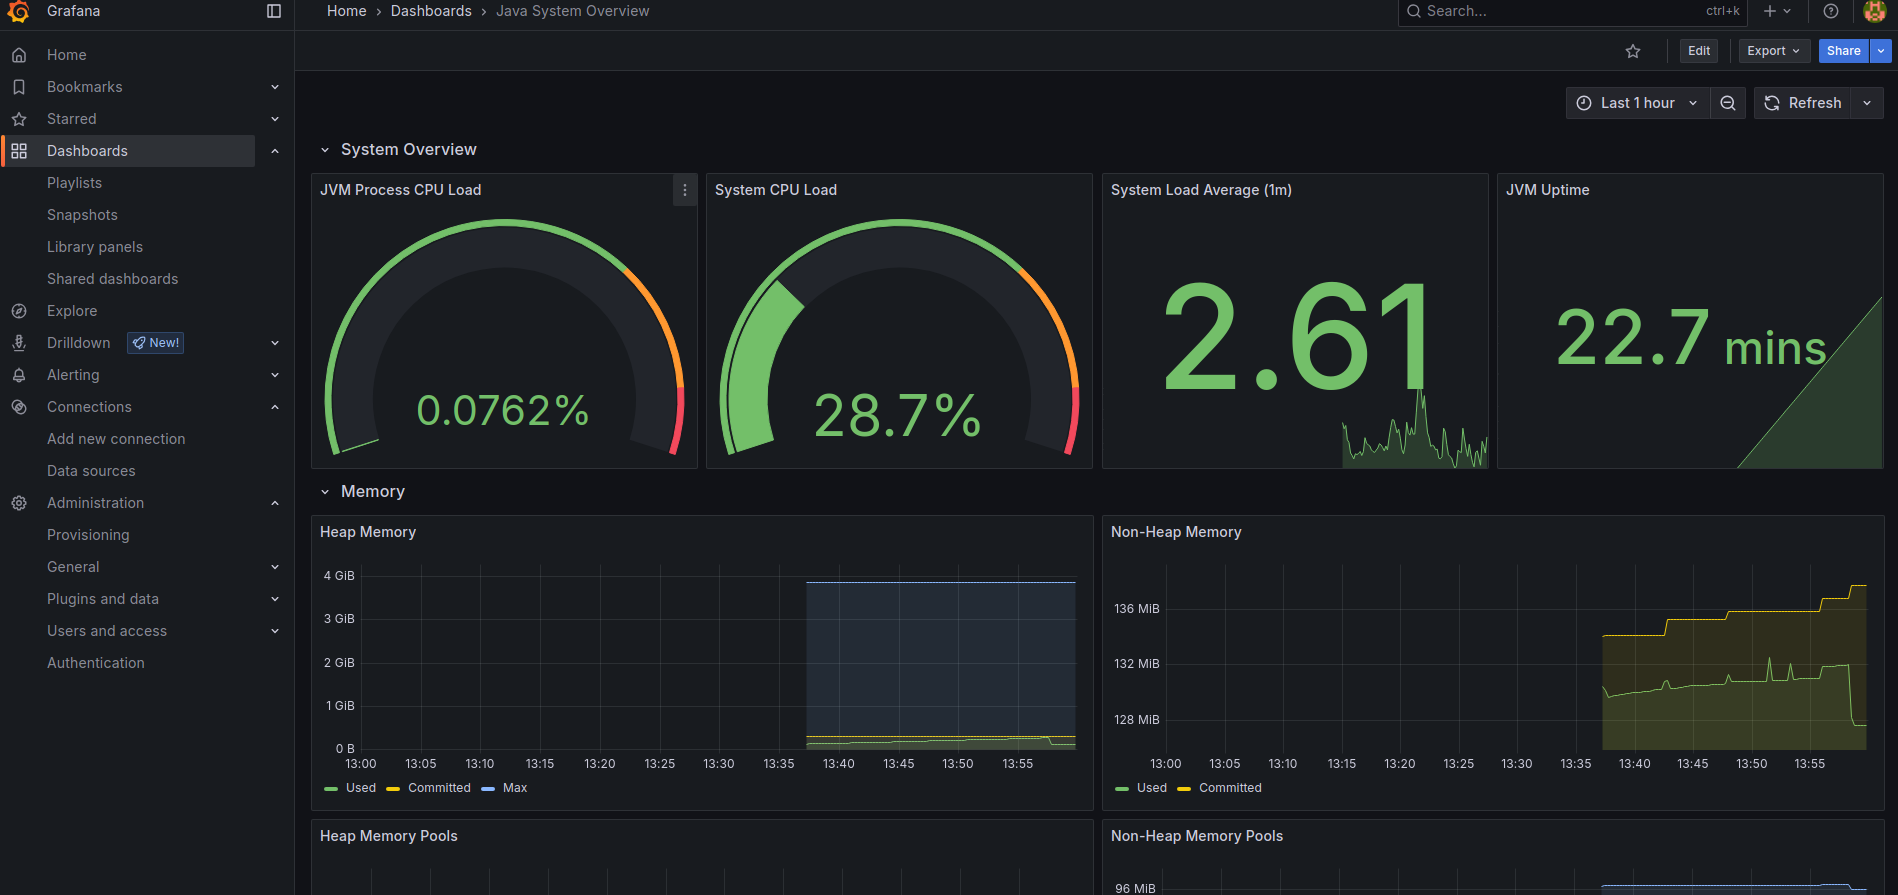 Grafana
Home › Dashboards › Java System Overview
Search... ctrl+k
Edit Export Share
Home
Bookmarks
Starred
Dashboards
Playlists
Snapshots
Library panels
Shared dashboards
Explore
Drilldown New!
Alerting
Connections
Add new connection
Data sources
Administration
Provisioning
General
Plugins and data
Users and access
Authentication
Last 1 hour Refresh
System Overview
JVM Process CPU Load
0.0762%
System CPU Load
28.7%
System Load Average (1m)
2.61
JVM Uptime
22.7 mins
Memory
Heap Memory
4 GiB
3 GiB
2 GiB
1 GiB
0 B
13:00 13:05 13:10 13:15 13:20 13:25 13:30 13:35 13:40 13:45 13:50 13:55
Used Committed Max
Non-Heap Memory
136 MiB
132 MiB
128 MiB
13:00 13:05 13:10 13:15 13:20 13:25 13:30 13:35 13:40 13:45 13:50 13:55
Used Committed
Heap Memory Pools
Non-Heap Memory Pools
96 MiB